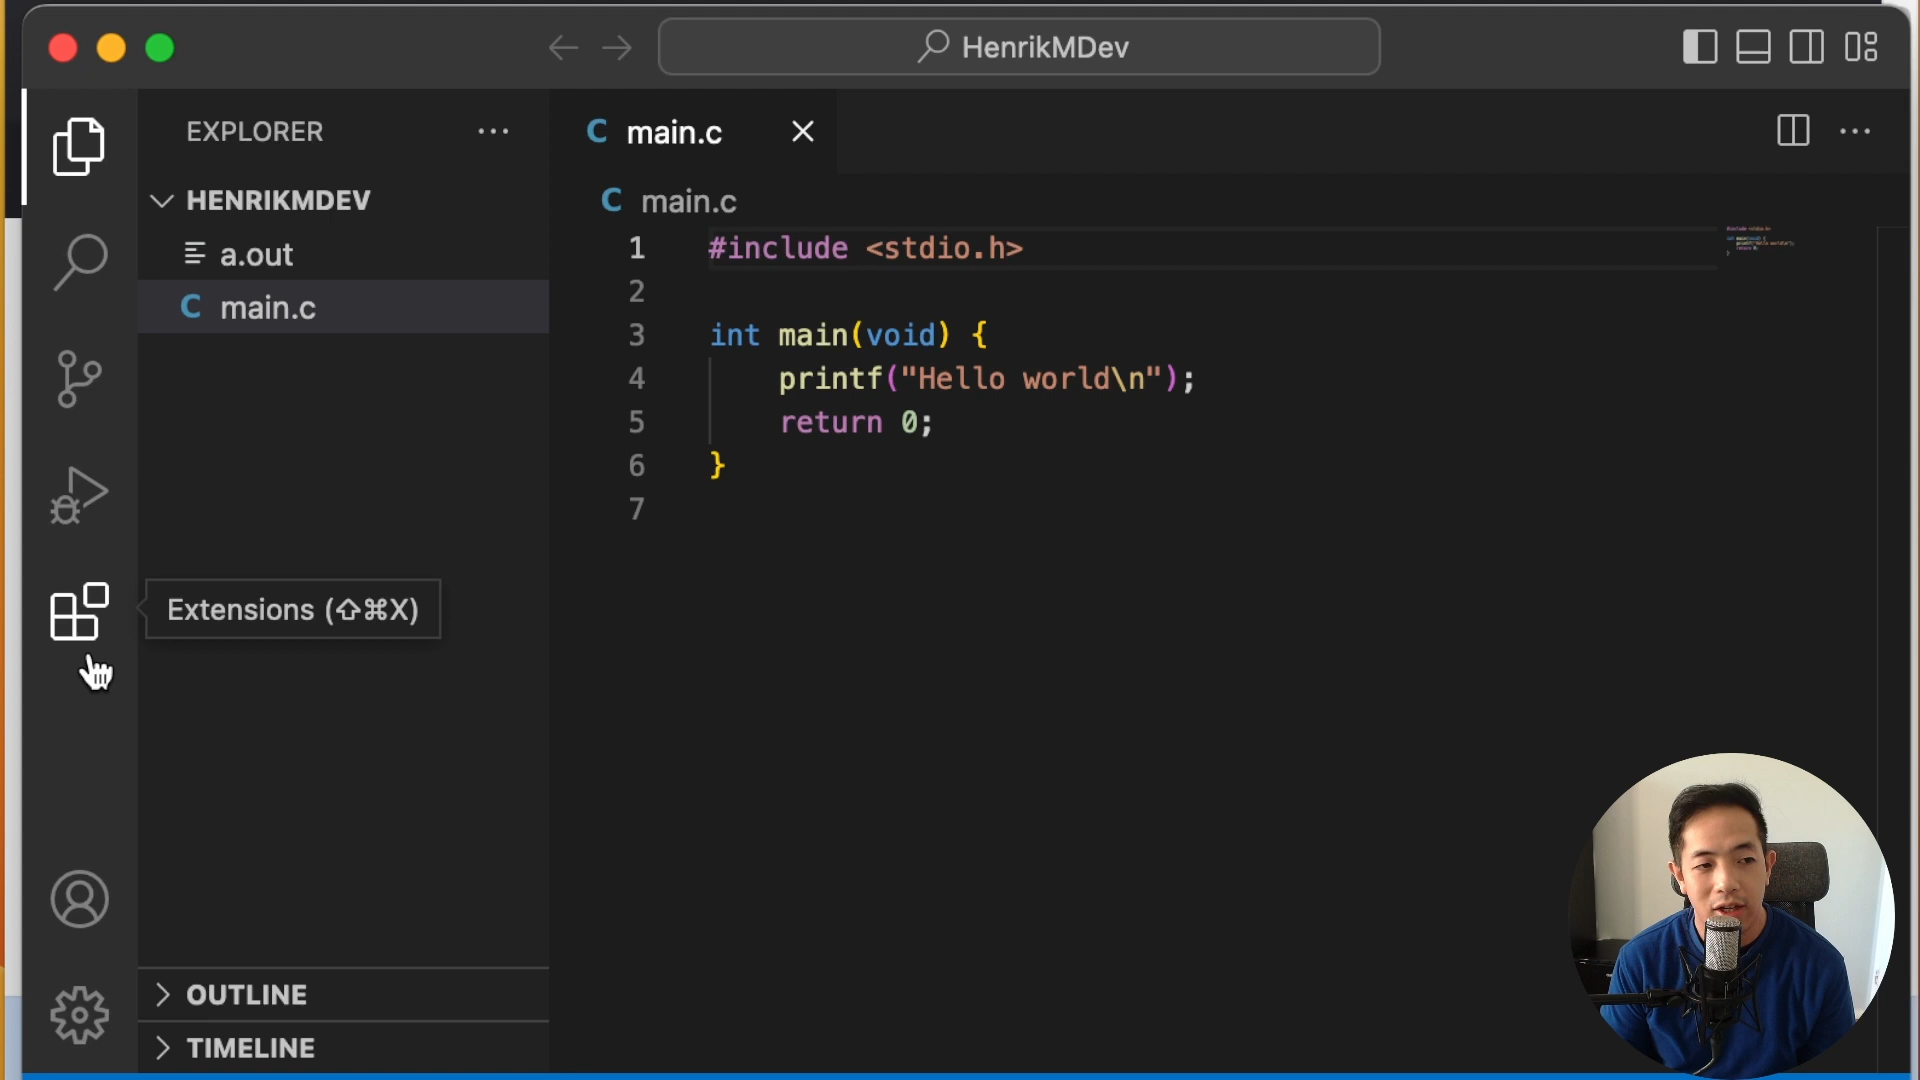 HenrikMDev
EXPLORER
HENRIKMDEV
a.out
C main.c
Extensions (⇧⌘X)
OUTLINE
TIMELINE
C main.c
C main.c
1 #include <stdio.h>
2
3 int main(void) {
4 printf("Hello world\n");
5 return 0;
6 }
7